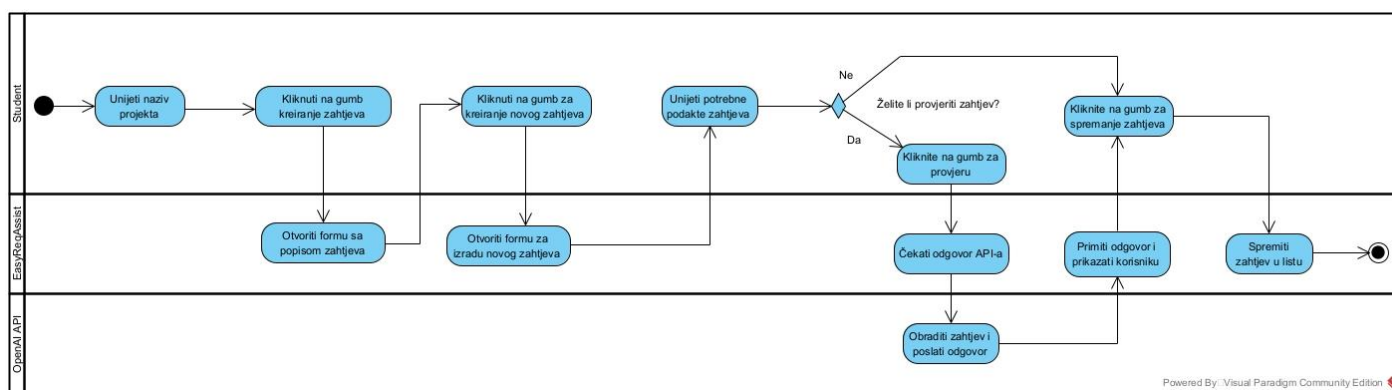 Student
Unijeti naziv
projekta
Kliknuti na gumb
kreiranje zahtjeva
Kliknuti na gumb za
kreiranje novog zahtjeva
Unijeti potrebne
podakte zahtjeva
Ne
Želite li provjeriti zahtjev?
Da
Kliknite na gumb za
provjeru
Kliknite na gumb za
spremanje zahtjeva
EasyReqAssist
Otvoriti formu sa
popisom zahtjeva
Otvoriti formu za
izradu novog zahtjeva
Čekati odgovor API-a
Primiti odgovor i
prikazati korisniku
Spremiti
zahtjev u listu
OpenAI API
Obraditi zahtjev i
poslati odgovor
Powered By Visual Paradigm Community Edition